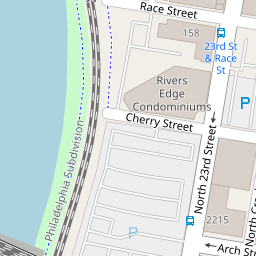 Race Street
158
23rd St
& Race
St
Rivers
Edge
Condominiums
P
Cherry Street
North 23rd Street
Philadelphia Subdivision
P
2215
Arch St